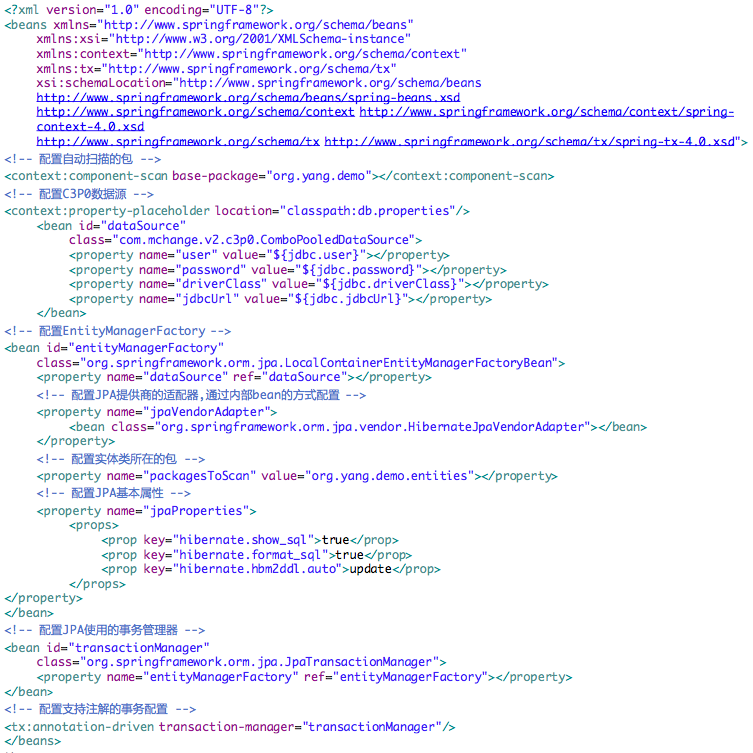 <?xml version="1.0" encoding="UTF-8"?>
<beans xmlns="http://www.springframework.org/schema/beans"
xmlns:xsi="http://www.w3.org/2001/XMLSchema-instance"
xmlns:context="http://www.springframework.org/schema/context"
xmlns:tx="http://www.springframework.org/schema/tx"
xsi:schemaLocation="http://www.springframework.org/schema/beans
http://www.springframework.org/schema/beans/spring-beans.xsd
http://www.springframework.org/schema/context http://www.springframework.org/schema/context/spring-
context-4.0.xsd
http://www.springframework.org/schema/tx http://www.springframework.org/schema/tx/spring-tx-4.0.xsd">
<!-- 配置自动扫描的包 -->
<context:component-scan base-package="org.yang.demo"></context:component-scan>
<!-- 配置C3P0数据源 -->
<context:property-placeholder location="classpath:db.properties"/>
<bean id="dataSource"
class="com.mchange.v2.c3p0.ComboPooledDataSource">
<property name="user" value="${jdbc.user}"></property>
<property name="password" value="${jdbc.password}"></property>
<property name="driverClass" value="${jdbc.driverClass}"></property>
<property name="jdbcUrl" value="${jdbc.jdbcUrl}"></property>
</bean>
<!-- 配置EntityManagerFactory -->
<bean id="entityManagerFactory"
class="org.springframework.orm.jpa.LocalContainerEntityManagerFactoryBean">
<property name="dataSource" ref="dataSource"></property>
<!-- 配置JPA提供商的适配器,通过内部bean的方式配置 -->
<property name="jpaVendorAdapter">
<bean class="org.springframework.orm.jpa.vendor.HibernateJpaVendorAdapter"></bean>
</property>
<!-- 配置实体类所在的包 -->
<property name="packagesToScan" value="org.yang.demo.entities"></property>
<!-- 配置JPA基本属性 -->
<property name="jpaProperties">
<props>
<prop key="hibernate.show_sql">true</prop>
<prop key="hibernate.format_sql">true</prop>
<prop key="hibernate.hbm2ddl.auto">update</prop>
</props>
</property>
</bean>
<!-- 配置JPA使用的事务管理器 -->
<bean id="transactionManager"
class="org.springframework.orm.jpa.JpaTransactionManager">
<property name="entityManagerFactory" ref="entityManagerFactory"></property>
</bean>
<!-- 配置支持注解的事务配置 -->
<tx:annotation-driven transaction-manager="transactionManager"/>
</beans>